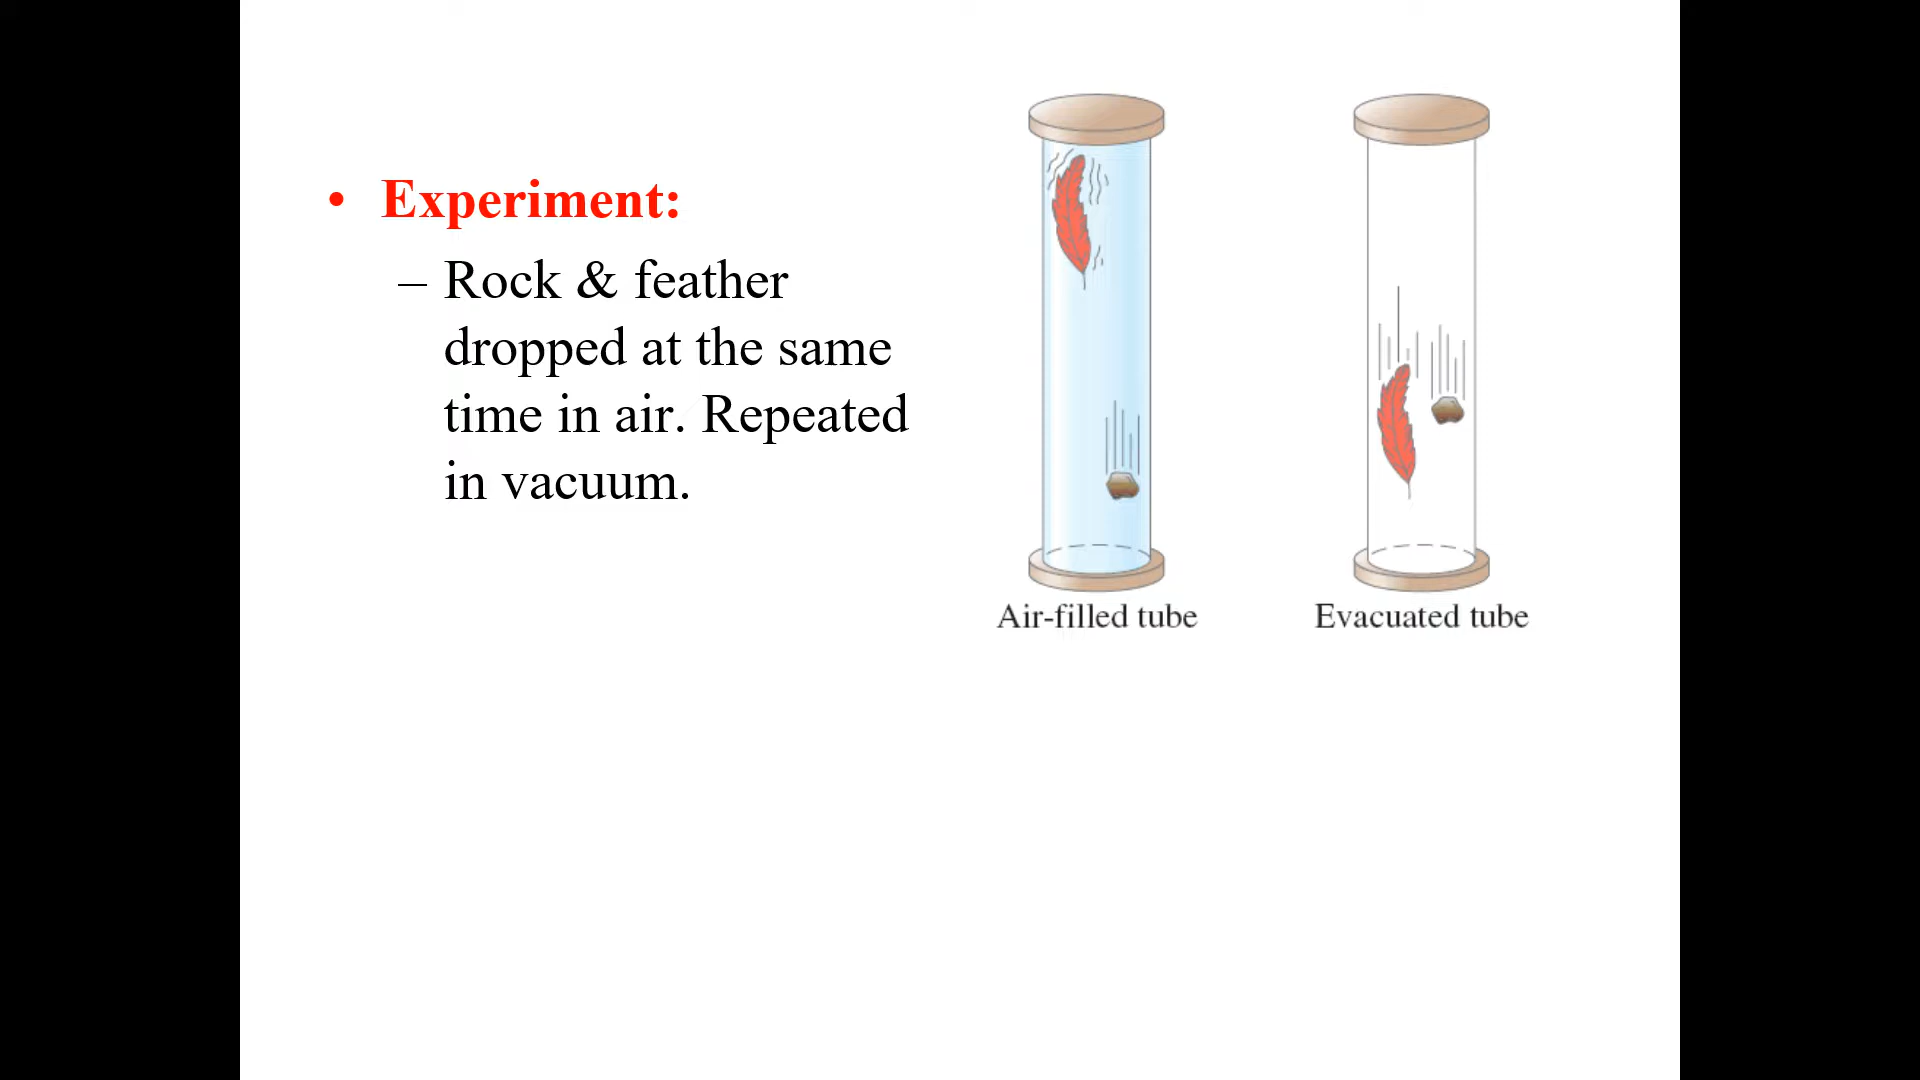 • Experiment:
– Rock & feather
dropped at the same
time in air. Repeated
in vacuum.
Air-filled tube
Evacuated tube